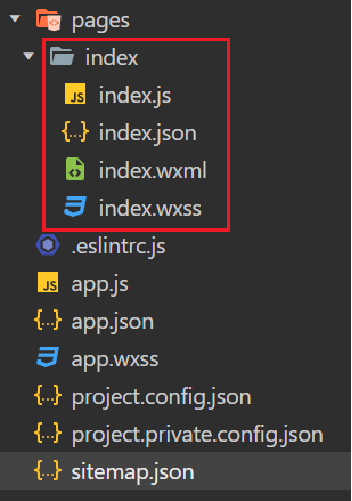 pages
index
JS index.js
{..} index.json
index.wxml
index.wxss
.eslintrc.js
JS app.js
{..} app.json
app.wxss
{..} project.config.json
{..} project.private.config.json
{..} sitemap.json